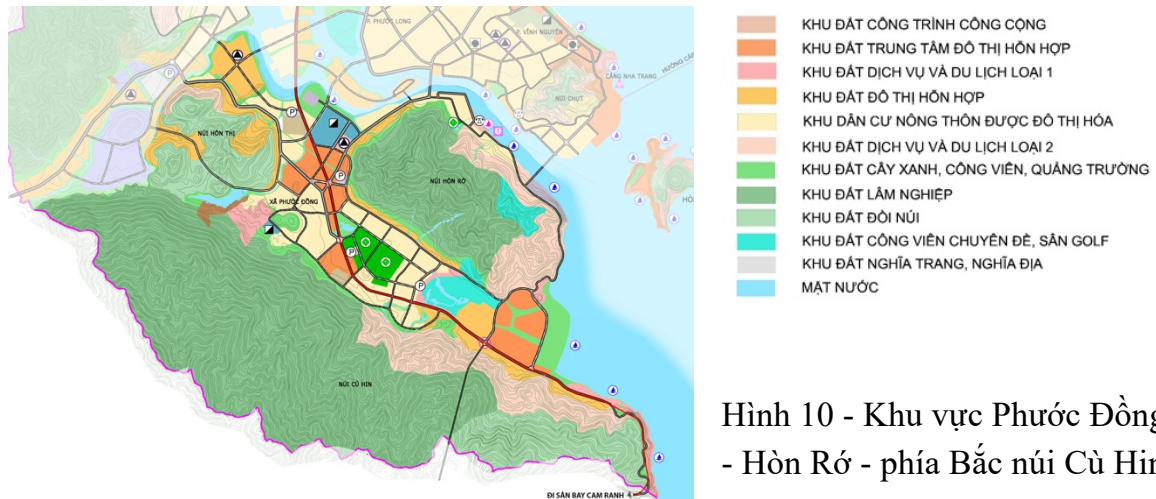 P. PHƯỚC LONG
P. VĨNH NGUYÊN
CẢNG NHA TRANG
NÚI CHỤT
NÚI HÒN THỊ
NÚI HÒN RỚ
XÃ PHƯỚC ĐỒNG
NÚI CÙ HIN
ĐI SÂN BAY CAM RANH
KHU ĐẤT CÔNG TRÌNH CÔNG CỘNG
KHU ĐẤT TRUNG TÂM ĐÔ THỊ HỖN HỢP
KHU ĐẤT DỊCH VỤ VÀ DU LỊCH LOẠI 1
KHU ĐẤT ĐÔ THỊ HỖN HỢP
KHU DÂN CƯ NÔNG THÔN ĐƯỢC ĐÔ THỊ HÓA
KHU ĐẤT DỊCH VỤ VÀ DU LỊCH LOẠI 2
KHU ĐẤT CÂY XANH, CÔNG VIÊN, QUẢNG TRƯỜNG
KHU ĐẤT LÂM NGHIỆP
KHU ĐẤT ĐỒI NÚI
KHU ĐẤT CÔNG VIÊN CHUYÊN ĐỀ, SÂN GOLF
KHU ĐẤT NGHĨA TRANG, NGHĨA ĐỊA
MẶT NƯỚC
Hình 10 - Khu vực Phước Đồng
- Hòn Rớ - phía Bắc núi Cù Hin